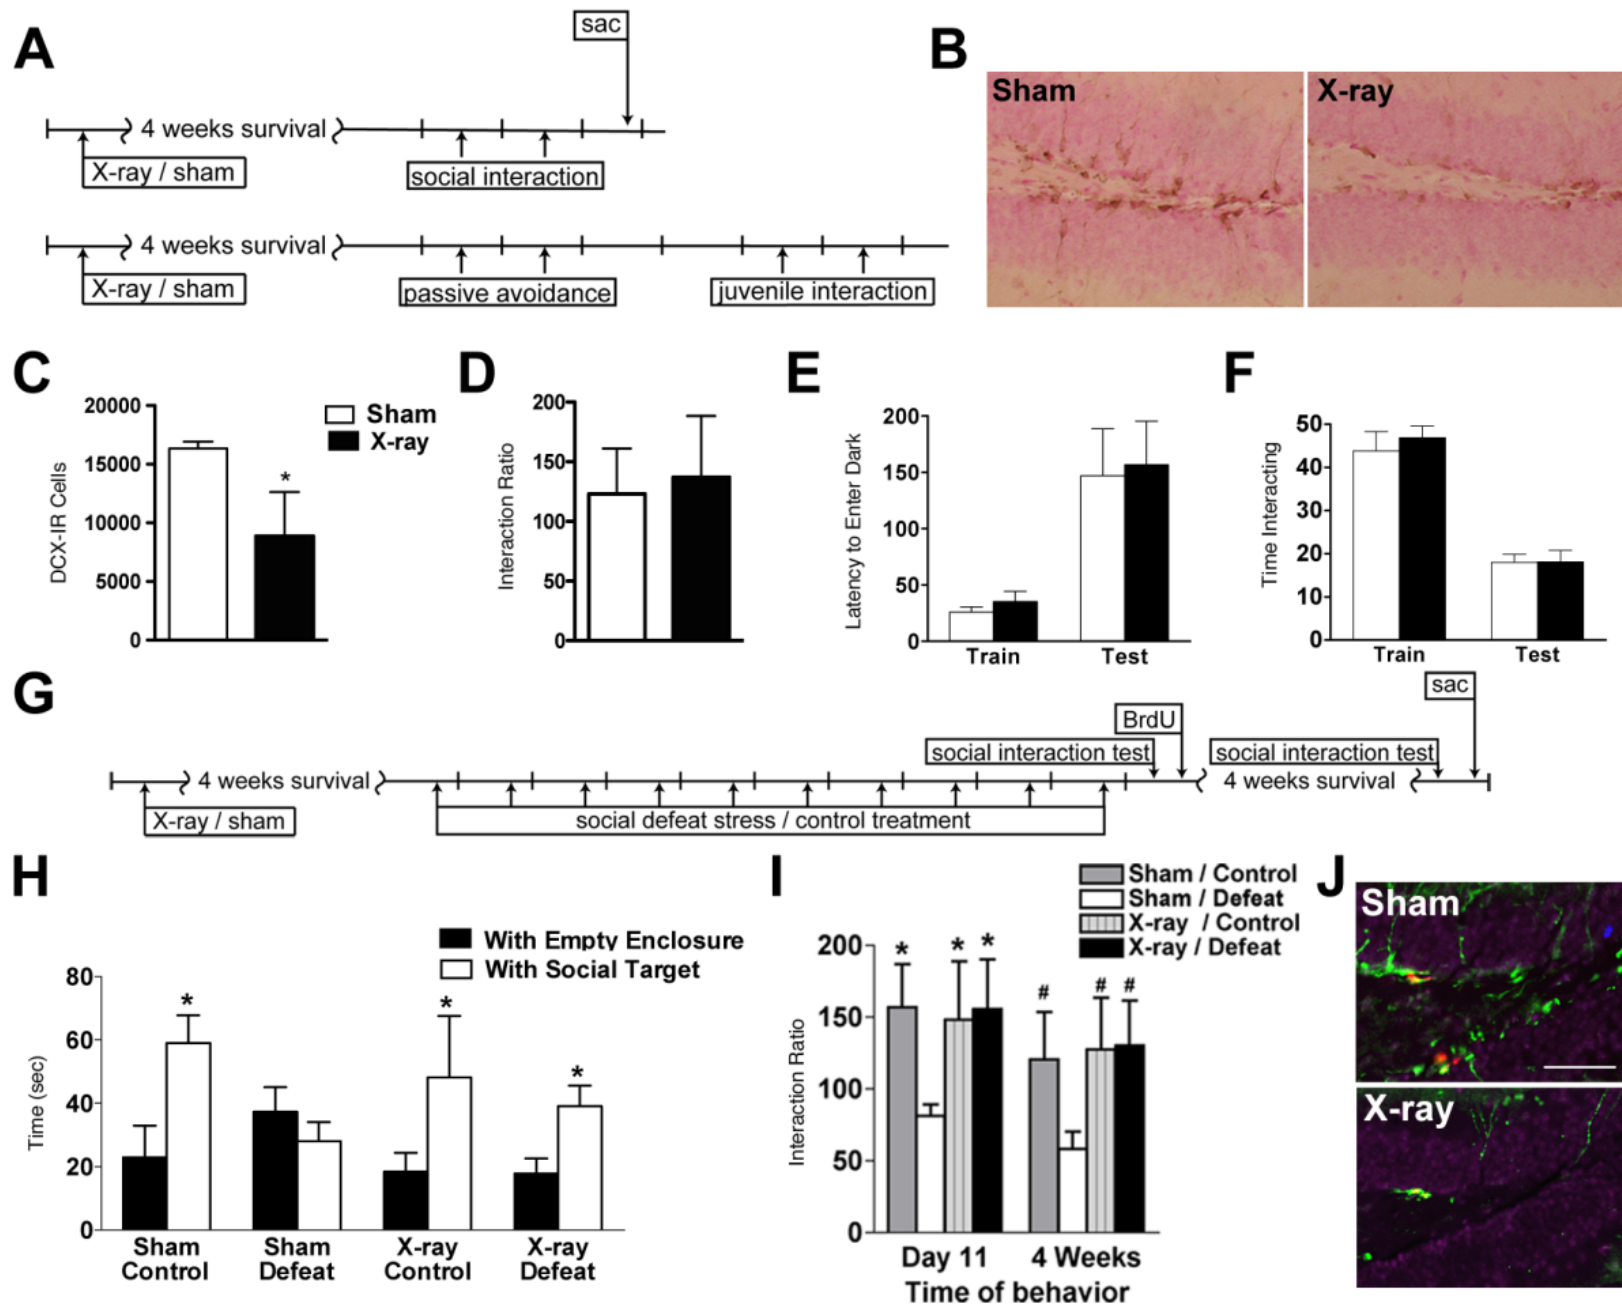 A
sac
4 weeks survival
X-ray / sham
social interaction
4 weeks survival
X-ray / sham
passive avoidance
juvenile interaction
B
Sham
X-ray
C
20000
15000
10000
5000
0
DCX-IR Cells
*
Sham
X-ray
D
200
150
100
50
0
Interaction Ratio
E
200
150
100
50
0
Latency to Enter Dark
Train
Test
F
50
40
30
20
10
0
Time Interacting
Train
Test
G
sac
BrdU
social interaction test
social interaction test
4 weeks survival
4 weeks survival
X-ray / sham
social defeat stress / control treatment
H
With Empty Enclosure
With Social Target
80
60
40
20
0
Time (sec)
*
*
*
Sham
Control
Sham
Defeat
X-ray
Control
X-ray
Defeat
I
Sham / Control
Sham / Defeat
X-ray / Control
X-ray / Defeat
200
150
100
50
0
Interaction Ratio
* * *
# # #
Day 11
4 Weeks
Time of behavior
J
Sham
X-ray